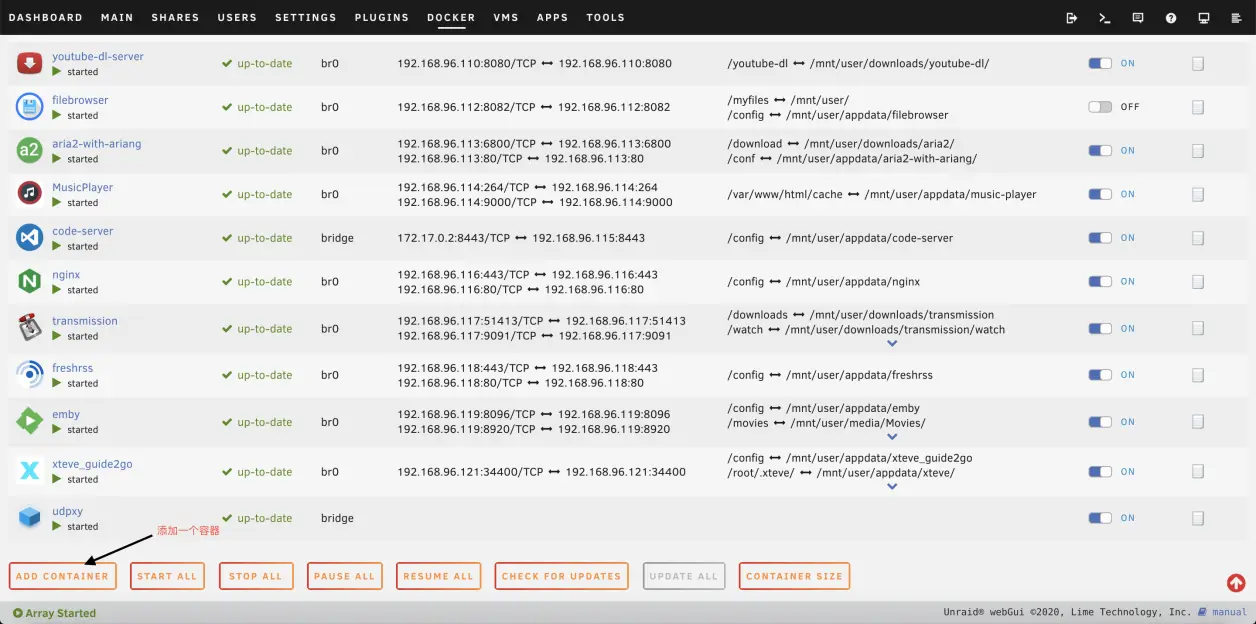 DASHBOARD MAIN SHARES USERS SETTINGS PLUGINS DOCKER VMS APPS TOOLS
youtube-dl-server
started
up-to-date
br0
192.168.96.110:8080/TCP ↔ 192.168.96.110:8080
/youtube-dl ↔ /mnt/user/downloads/youtube-dl/
ON
filebrowser
started
up-to-date
br0
192.168.96.112:8082/TCP ↔ 192.168.96.112:8082
/myfiles ↔ /mnt/user/
/config ↔ /mnt/user/appdata/filebrowser
OFF
a2
aria2-with-ariang
started
up-to-date
br0
192.168.96.113:6800/TCP ↔ 192.168.96.113:6800
192.168.96.113:80/TCP ↔ 192.168.96.113:80
/download ↔ /mnt/user/downloads/aria2/
/conf ↔ /mnt/user/appdata/aria2-with-ariang/
ON
MusicPlayer
started
up-to-date
br0
192.168.96.114:264/TCP ↔ 192.168.96.114:264
192.168.96.114:9000/TCP ↔ 192.168.96.114:9000
/var/www/html/cache ↔ /mnt/user/appdata/music-player
ON
code-server
started
up-to-date
bridge
172.17.0.2:8443/TCP ↔ 192.168.96.115:8443
/config ↔ /mnt/user/appdata/code-server
ON
N
nginx
started
up-to-date
br0
192.168.96.116:443/TCP ↔ 192.168.96.116:443
192.168.96.116:80/TCP ↔ 192.168.96.116:80
/config ↔ /mnt/user/appdata/nginx
ON
transmission
started
up-to-date
br0
192.168.96.117:51413/TCP ↔ 192.168.96.117:51413
192.168.96.117:9091/TCP ↔ 192.168.96.117:9091
/downloads ↔ /mnt/user/downloads/transmission
/watch ↔ /mnt/user/downloads/transmission/watch
ON
freshrss
started
up-to-date
br0
192.168.96.118:443/TCP ↔ 192.168.96.118:443
192.168.96.118:80/TCP ↔ 192.168.96.118:80
/config ↔ /mnt/user/appdata/freshrss
ON
emby
started
up-to-date
br0
192.168.96.119:8096/TCP ↔ 192.168.96.119:8096
192.168.96.119:8920/TCP ↔ 192.168.96.119:8920
/config ↔ /mnt/user/appdata/emby
/movies ↔ /mnt/user/media/Movies/
ON
X
xteve_guide2go
started
up-to-date
br0
192.168.96.121:34400/TCP ↔ 192.168.96.121:34400
/config ↔ /mnt/user/appdata/xteve_guide2go
/root/.xteve/ ↔ /mnt/user/appdata/xteve/
ON
udpxy
started
up-to-date
bridge
ON
添加一个容器
ADD CONTAINER START ALL STOP ALL PAUSE ALL RESUME ALL CHECK FOR UPDATES UPDATE ALL CONTAINER SIZE
Array Started
Unraid® webGui ©2020, Lime Technology, Inc. manual